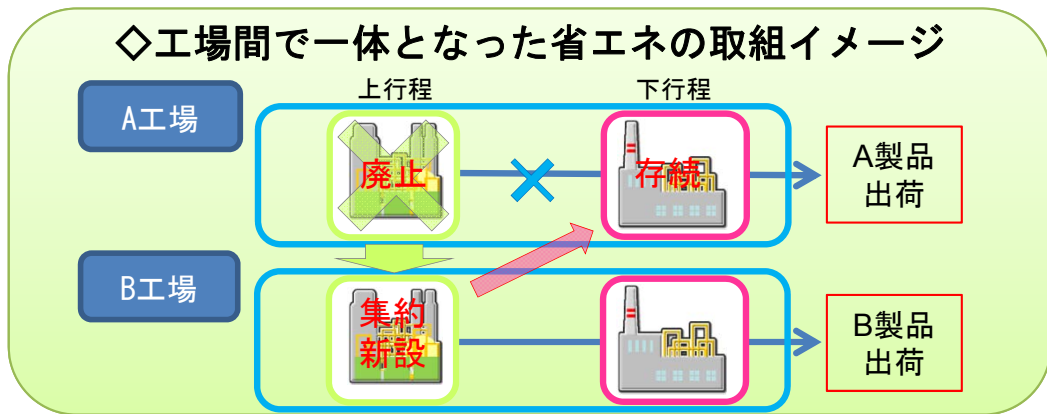 ◇工場間で一体となった省エネの取組イメージ
上行程
下行程
A工場
廃止
存続
A製品
出荷
B工場
集約
新設
B製品
出荷